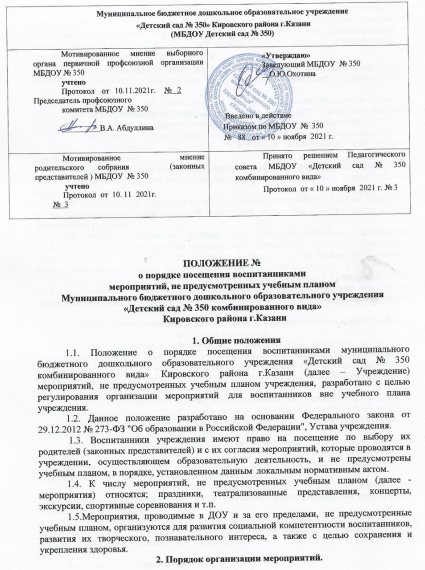 Муниципальное бюджетное дошкольное образовательное учреждение
«Детский сад № 350» Кировского района г.Казани
(МБДОУ Детский сад № 350)
Мотивированное мнение выборного
органа первичной профсоюзной организации
МБДОУ № 350
учтено
Протокол от 10.11.2021г. № 2
Председатель профсоюзного
комитета МБДОУ № 350
В.А. Абдуллина
«Утверждаю»
Заведующий МБДОУ № 350
О.Ю.Охотина
Введено в действие
Приказом по МБДОУ № 350
№ 88 от « 10 » ноября 2021 г.
Мотивированное мнение
родительского собрания (законных
представителей ) МБДОУ № 350
учтено
Протокол от 10. 11 2021г.
№ 3
Принято решением Педагогического
совета МБДОУ «Детский сад № 350
комбинированного вида»
Протокол от « 10 » ноября 2021 г. № 3
ПОЛОЖЕНИЕ №
о порядке посещения воспитанниками
мероприятий, не предусмотренных учебным планом
Муниципального бюджетного дошкольного образовательного учреждения
«Детский сад № 350 комбинированного вида»
Кировского района г.Казани
1. Общие положения
1.1. Положение о порядке посещения воспитанниками муниципального
бюджетного дошкольного образовательного учреждения «Детский сад № 350
комбинированного вида» Кировского района г.Казани (далее – Учреждение)
мероприятий, не предусмотренных учебным планом учреждения, разработано с целью
регулирования организации мероприятий для воспитанников вне учебного плана
учреждения.
1.2. Данное положение разработано на основании Федерального закона от
29.12.2012 № 273-ФЗ "Об образовании в Российской Федерации", Устава учреждения.
1.3. Воспитанники учреждения имеют право на посещение по выбору их
родителей (законных представителей) и с их согласия мероприятий, которые проводятся в
учреждении, осуществляющем образовательную деятельность, и не предусмотрены
учебным планом, в порядке, установленном данным локальным нормативным актом.
1.4. К числу мероприятий, не предусмотренных учебным планом (далее -
мероприятия) относятся; праздники, театрализованные представления, концерты,
экскурсии, спортивные соревнования и т.п.
1.5.Мероприятия, проводимые в ДОУ и за его пределами, не предусмотренные
учебным планом, организуются для развития социальной компетентности воспитанников,
развития их творческого, познавательного интереса, а также с целью сохранения и
укрепления здоровья.
2. Порядок организации мероприятий.